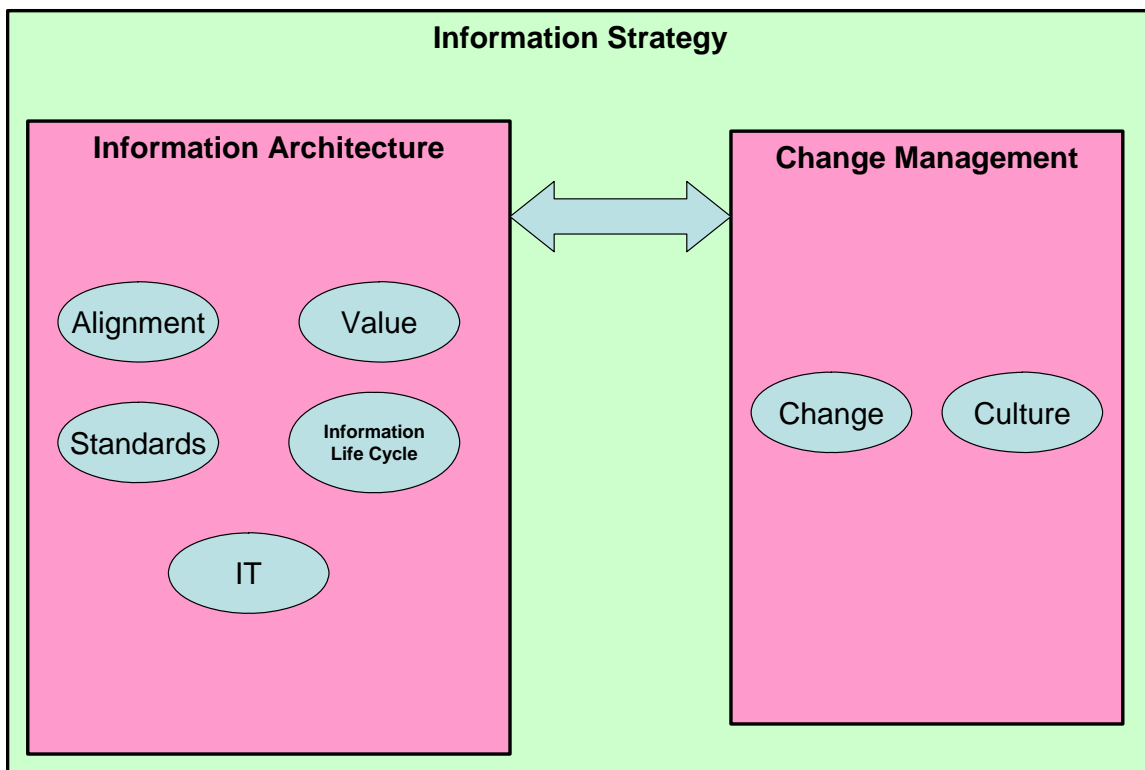 Information Strategy
Information Architecture
Change Management
Alignment
Value
Standards
Information
Life Cycle
IT
Change
Culture